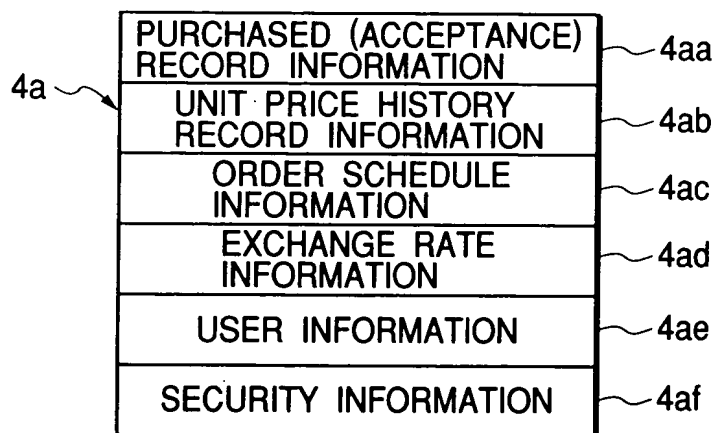 PURCHASED (ACCEPTANCE)
RECORD INFORMATION
4aa
4a
UNIT PRICE HISTORY
RECORD INFORMATION
4ab
ORDER SCHEDULE
INFORMATION
4ac
EXCHANGE RATE
INFORMATION
4ad
USER INFORMATION
4ae
SECURITY INFORMATION
4af